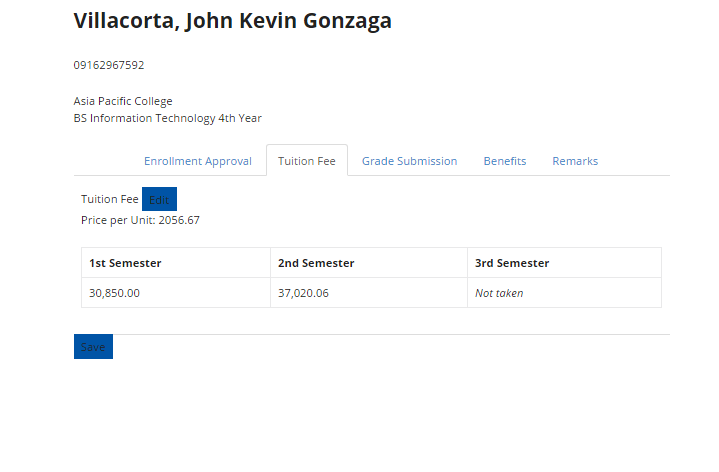 Villacorta, John Kevin Gonzaga
09162967592
Asia Pacific College
BS Information Technology 4th Year
Enrollment Approval Tuition Fee Grade Submission Benefits Remarks
Tuition Fee Edit
Price per Unit: 2056.67
1st Semester 2nd Semester 3rd Semester
30,850.00 37,020.06 Not taken
Save